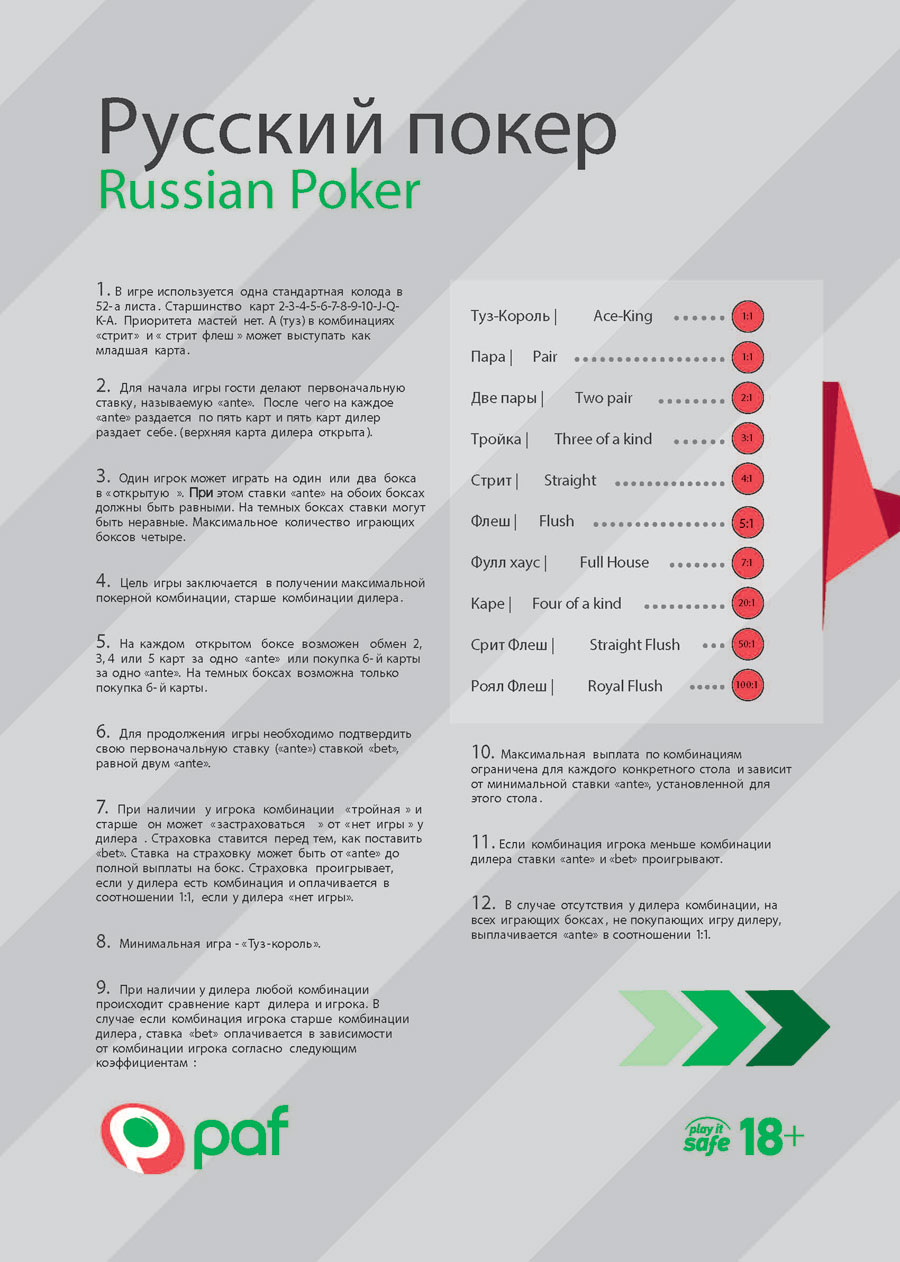 Русский покер
Russian Poker
1. В игре используется одна стандартная колода в
52-а листа. Старшинство карт 2-3-4-5-6-7-8-9-10-J-Q-
K-A. Приоритета мастей нет. А (туз) в комбинациях
«стрит» и « стрит флеш » может выступать как
младшая карта.
2. Для начала игры гости делают первоначальную
ставку, называемую «ante». После чего на каждое
«ante» раздается по пять карт и пять карт дилер
раздает себе. (верхняя карта дилера открыта).
3. Один игрок может играть на один или два бокса
в «открытую ». При этом ставки «ante» на обоих боксах
должны быть равными. На темных боксах ставки могут
быть неравные. Максимальное количество играющих
боксов четыре.
4. Цель игры заключается в получении максимальной
покерной комбинации, старше комбинации дилера.
5. На каждом открытом боксе возможен обмен 2,
3, 4 или 5 карт за одно «ante» или покупка 6-й карты
за одно «ante». На темных боксах возможна только
покупка 6-й карты.
6. Для продолжения игры необходимо подтвердить
свою первоначальную ставку («ante») ставкой «bet»,
равной двум «ante».
7. При наличии у игрока комбинации «тройная » и
старше он может «застраховаться » от «нет игры » у
дилера . Страховка ставится перед тем, как поставить
«bet». Ставка на страховку может быть от «ante» до
полной выплаты на бокс. Страховка проигрывает,
если у дилера есть комбинация и оплачивается в
соотношении 1:1, если у дилера «нет игры».
8. Минимальная игра - «Туз-король».
9. При наличии у дилера любой комбинации
происходит сравнение карт дилера и игрока. В
случае если комбинация игрока старше комбинации
дилера, ставка «bet» оплачивается в зависимости
от комбинации игрока согласно следующим
коэффициентам :
Туз-Король | Ace-King 1:1
Пара | Pair 1:1
Две пары | Two pair 2:1
Тройка | Three of a kind 3:1
Стрит | Straight 4:1
Флеш | Flush 5:1
Фулл хаус | Full House 7:1
Каре | Four of a kind 20:1
Срит Флеш | Straight Flush 50:1
Роял Флеш | Royal Flush 100:1
10. Максимальная выплата по комбинациям
ограничена для каждого конкретного стола и зависит
от минимальной ставки «ante», установленной для
этого стола.
11. Если комбинация игрока меньше комбинации
дилера ставки «ante» и «bet» проигрывают.
12. В случае отсутствия у дилера комбинации, на
всех играющих боксах, не покупающих игру дилеру,
выплачивается «ante» в соотношении 1:1.
paf
play it
safe
18+